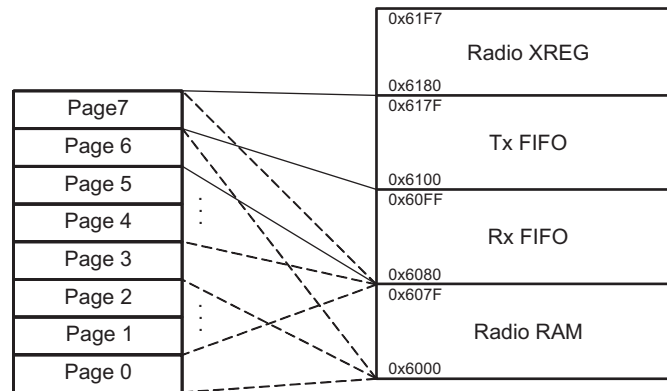 Page7
Page 6
Page 5
Page 4
Page 3
Page 2
Page 1
Page 0
0x61F7
Radio XREG
0x6180
0x617F
Tx FIFO
0x6100
0x60FF
Rx FIFO
0x6080
0x607F
Radio RAM
0x6000